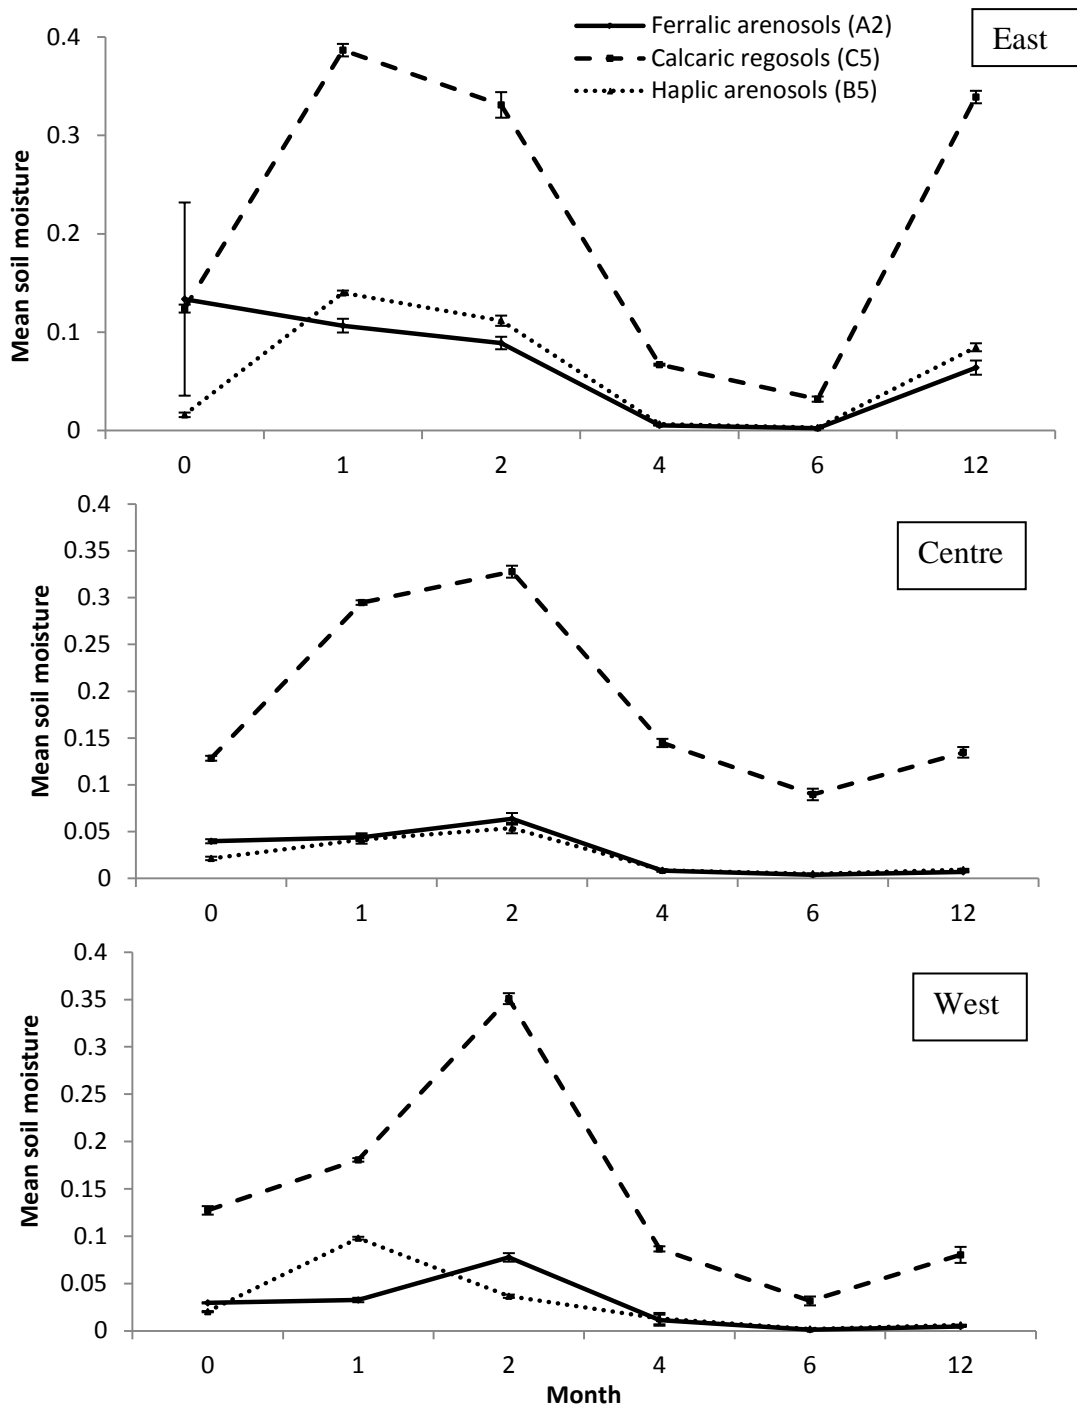 Ferralic arenosols (A2)
Calcaric regosols (C5)
Haplic arenosols (B5)
East
Mean soil moisture
0.4
0.3
0.2
0.1
0
0 1 2 4 6 12
Centre
Mean soil moisture
0.4
0.35
0.3
0.25
0.2
0.15
0.1
0.05
0
0 1 2 4 6 12
West
Mean soil moisture
0.4
0.35
0.3
0.25
0.2
0.15
0.1
0.05
0
0 1 2 4 6 12
Month